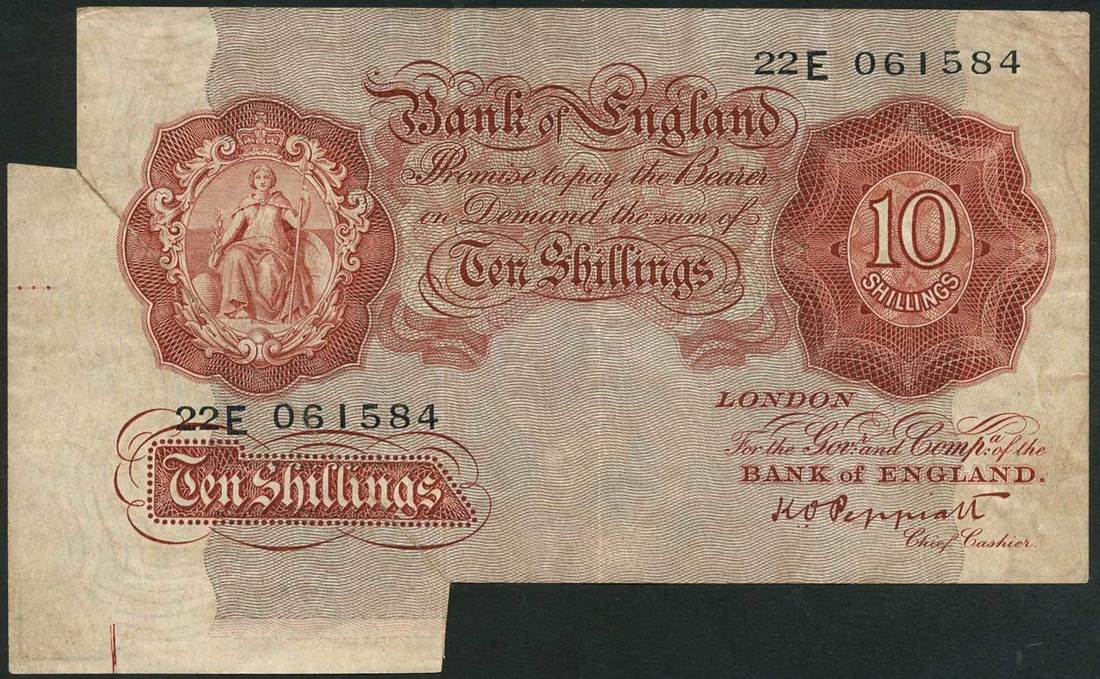 22E 061584
Bank of England
Promise to pay the Bearer
on Demand the sum of
Ten Shillings
10
SHILLINGS
22E 061584
Ten Shillings
LONDON
For the Govr. and Compa. of the
BANK of ENGLAND.
K O Peppiatt
Chief Cashier.